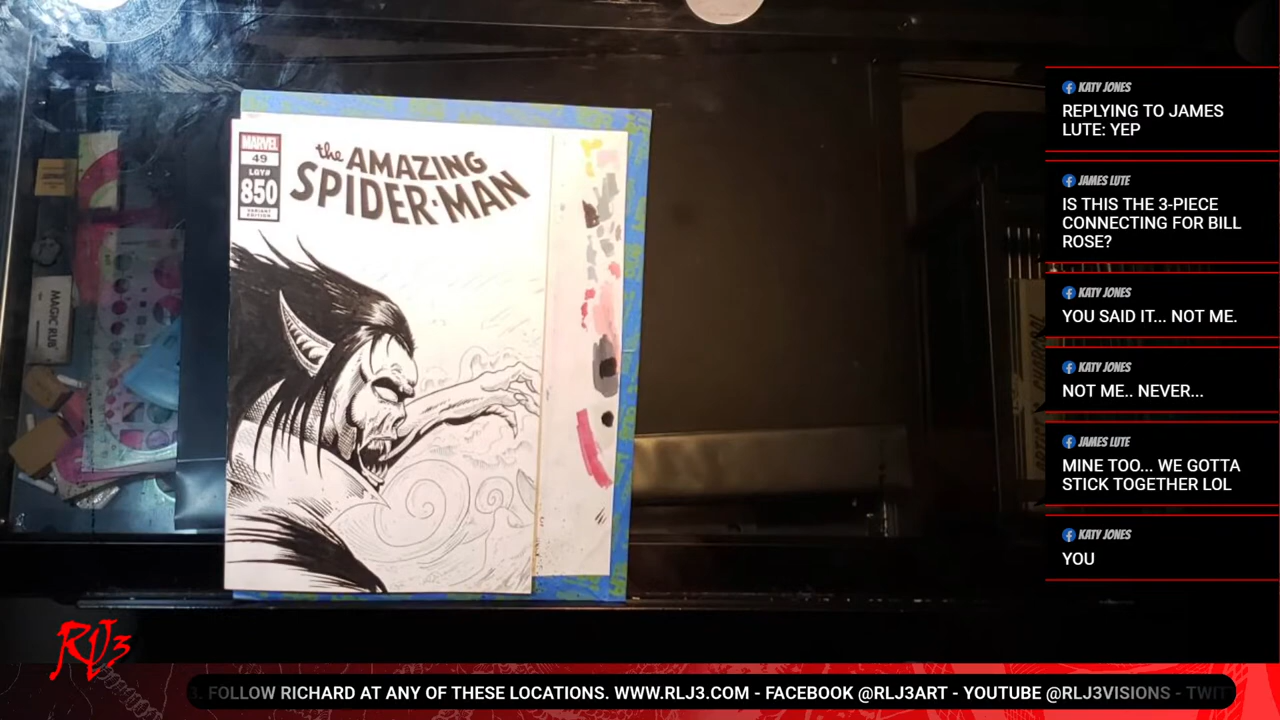 MARVEL
49
LGY#
850
VARIANT
EDITION
the AMAZING
SPIDER-MAN
MAGIC RUB
KATY JONES
REPLYING TO JAMES
LUTE: YEP
JAMES LUTE
IS THIS THE 3-PIECE
CONNECTING FOR BILL
ROSE?
KATY JONES
YOU SAID IT... NOT ME.
KATY JONES
NOT ME.. NEVER...
JAMES LUTE
MINE TOO... WE GOTTA
STICK TOGETHER LOL
KATY JONES
YOU
RLJ3
. FOLLOW RICHARD AT ANY OF THESE LOCATIONS. WWW.RLJ3.COM - FACEBOOK @RLJ3ART - YOUTUBE @RLJ3VISIONS - TWIT